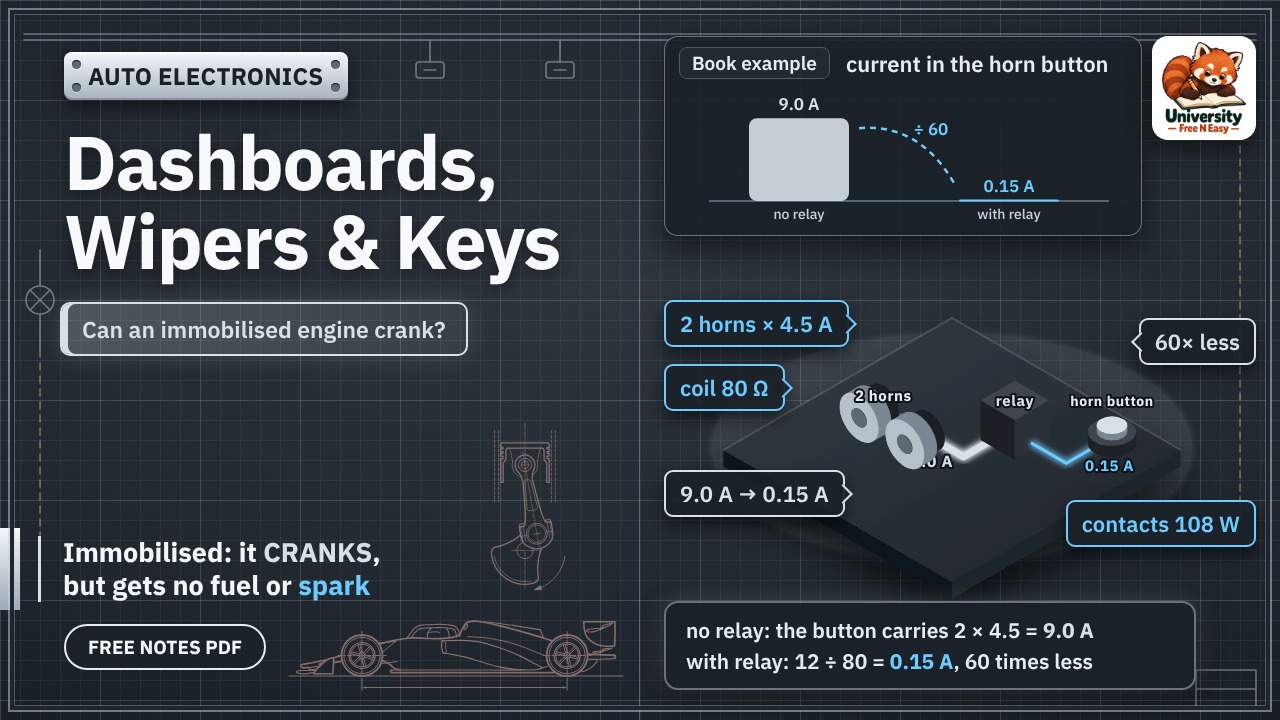 AUTO ELECTRONICS
Dashboards,
Wipers & Keys
Can an immobilised engine crank?
Immobilised: it CRANKS,
but gets no fuel or spark
FREE NOTES PDF
Book example
current in the horn button
9.0 A
÷ 60
0.15 A
no relay
with relay
University
Free N Easy
2 horns × 4.5 A
60× less
coil 80 Ω
2 horns
relay
horn button
0.15 A
9.0 A → 0.15 A
contacts 108 W
no relay: the button carries 2 × 4.5 = 9.0 A
with relay: 12 ÷ 80 = 0.15 A, 60 times less